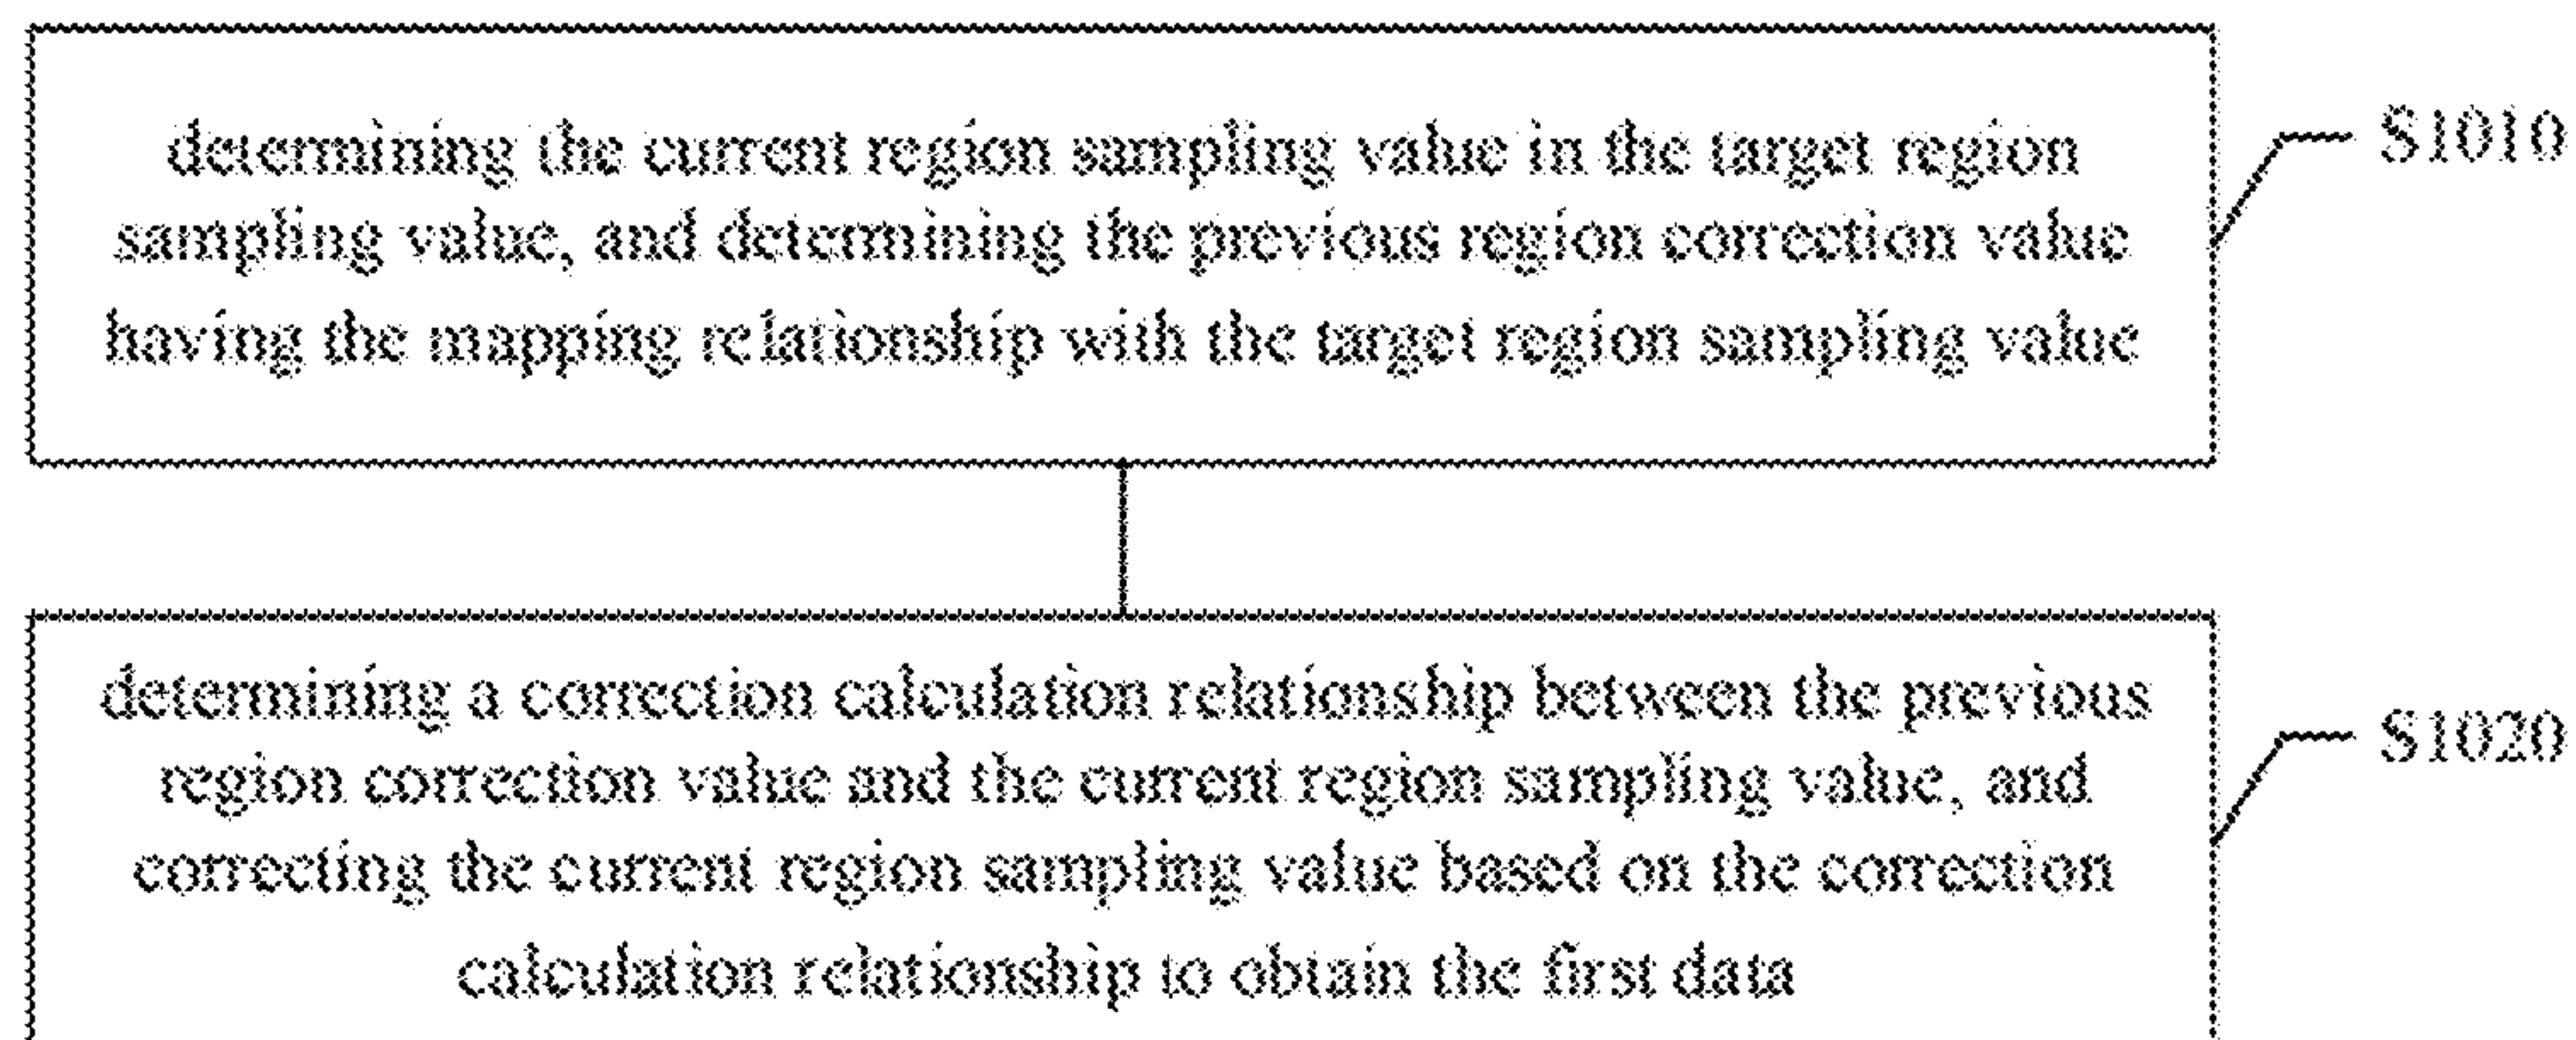 determining the current region sampling value in the target region
sampling value, and determining the previous region correction value
having the mapping relationship with the target region sampling value
S1010
determining a correction calculation relationship between the previous
region correction value and the current region sampling value, and
correcting the current region sampling value based on the correction
calculation relationship to obtain the first data
S1020